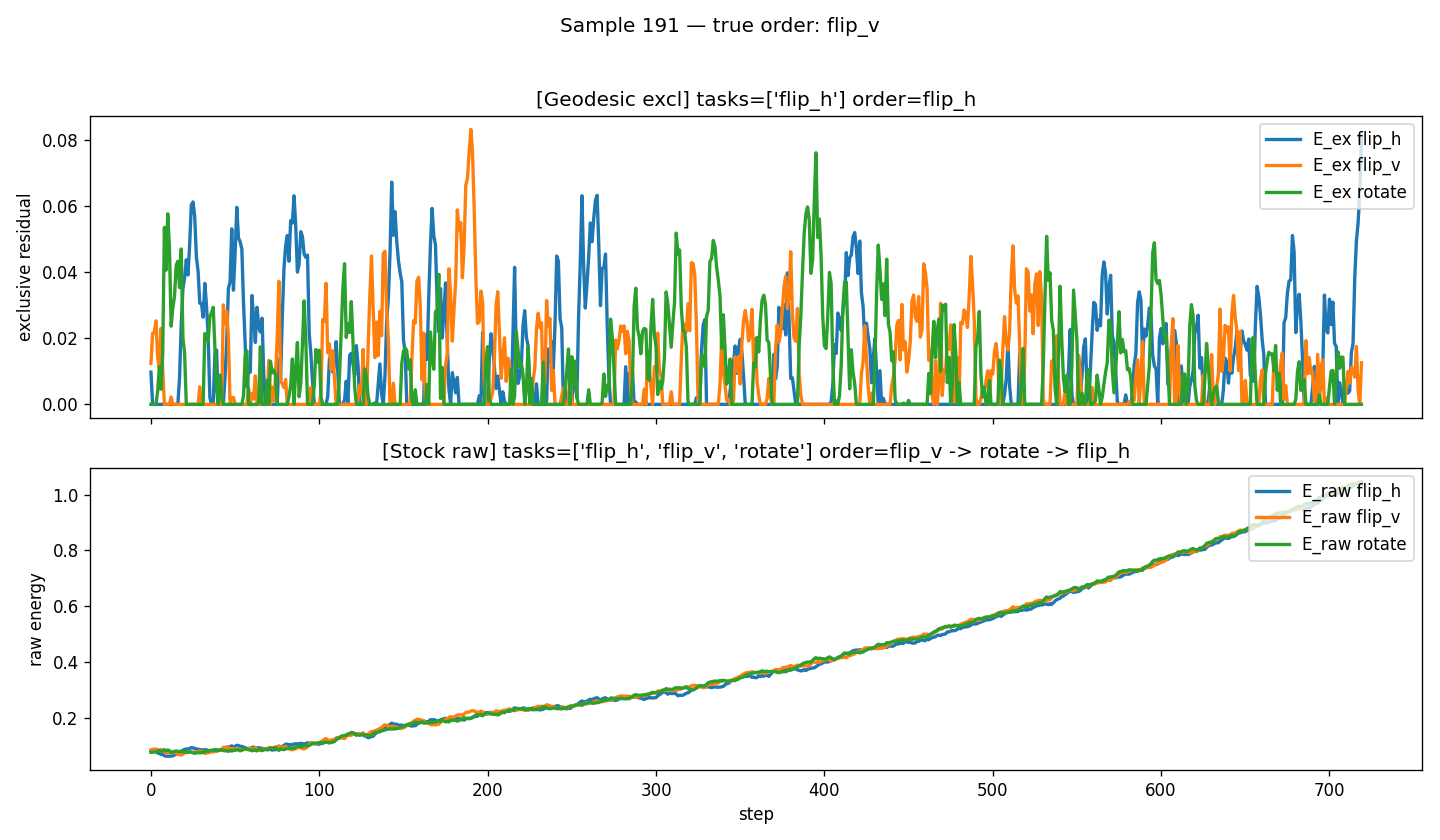 Sample 191 — true order: flip_v
[Geodesic excl] tasks=['flip_h'] order=flip_h
exclusive residual
0.08
0.06
0.04
0.02
0.00
E_ex flip_h
E_ex flip_v
E_ex rotate
[Stock raw] tasks=['flip_h', 'flip_v', 'rotate'] order=flip_v -> rotate -> flip_h
raw energy
1.0
0.8
0.6
0.4
0.2
E_raw flip_h
E_raw flip_v
E_raw rotate
0 100 200 300 400 500 600 700
step